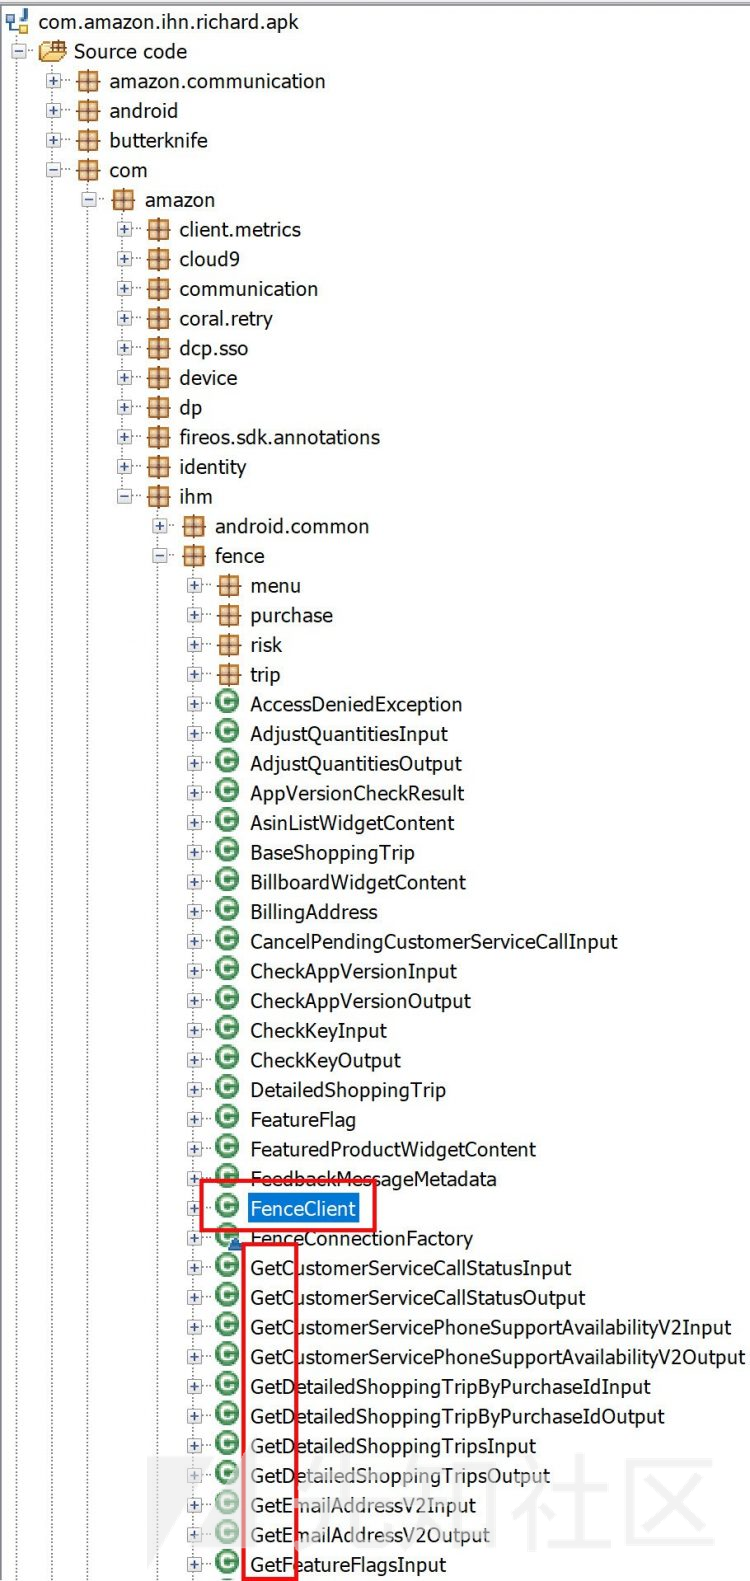 com.amazon.ihn.richard.apk
Source code
amazon.communication
android
butterknife
com
amazon
client.metrics
cloud9
communication
coral.retry
dcp.sso
device
dp
fireos.sdk.annotations
identity
ihm
android.common
fence
menu
purchase
risk
trip
AccessDeniedException
AdjustQuantitiesInput
AdjustQuantitiesOutput
AppVersionCheckResult
AsinListWidgetContent
BaseShoppingTrip
BillboardWidgetContent
BillingAddress
CancelPendingCustomerServiceCallInput
CheckAppVersionInput
CheckAppVersionOutput
CheckKeyInput
CheckKeyOutput
DetailedShoppingTrip
FeatureFlag
FeaturedProductWidgetContent
FeedbackMessageMetadata
FenceClient
FenceConnectionFactory
GetCustomerServiceCallStatusInput
GetCustomerServiceCallStatusOutput
GetCustomerServicePhoneSupportAvailabilityV2Input
GetCustomerServicePhoneSupportAvailabilityV2Output
GetDetailedShoppingTripByPurchaseIdInput
GetDetailedShoppingTripByPurchaseIdOutput
GetDetailedShoppingTripsInput
GetDetailedShoppingTripsOutput
GetEmailAddressV2Input
GetEmailAddressV2Output
GetFeatureFlagsInput
社区